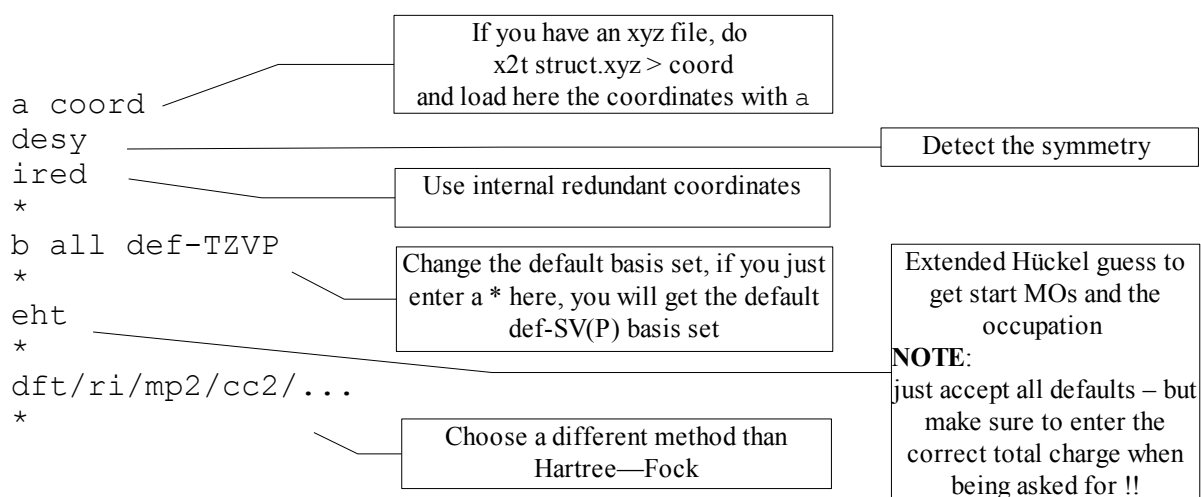 If you have an xyz file, do
x2t struct.xyz > coord
and load here the coordinates with a
a coord
desy
Detect the symmetry
ired
Use internal redundant coordinates
*
b all def-TZVP
*
Change the default basis set, if you just
enter a * here, you will get the default
def-SV(P) basis set
eht
*
Extended Hückel guess to
get start MOs and the
occupation
NOTE:
just accept all defaults – but
make sure to enter the
correct total charge when
being asked for !!
dft/ri/mp2/cc2/...
*
Choose a different method than
Hartree—Fock